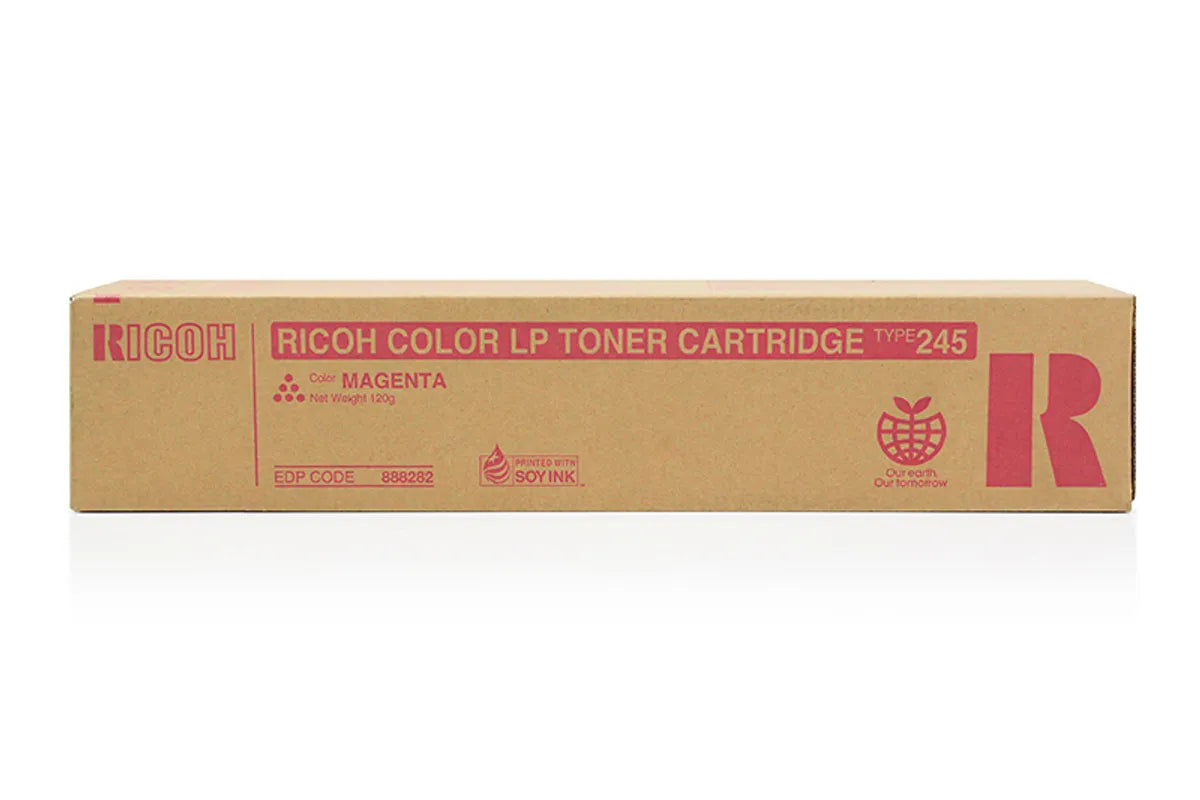 RICOH
RICOH COLOR LP TONER CARTRIDGE TYPE 245
Color MAGENTA
Net Weight 120g
EDP CODE 888282
PRINTED WITH
SOY INK™
Our earth,
Our tomorrow
R